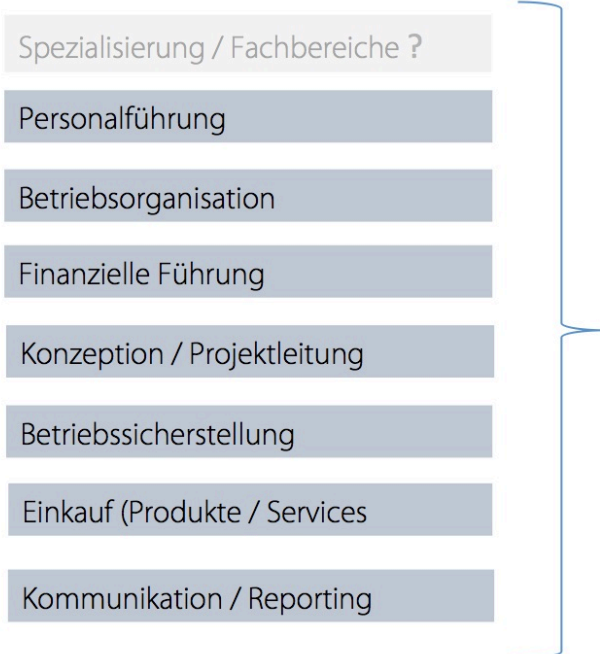 Spezialisierung / Fachbereiche ?
Personalführung
Betriebsorganisation
Finanzielle Führung
Konzeption / Projektleitung
Betriebssicherstellung
Einkauf (Produkte / Services
Kommunikation / Reporting